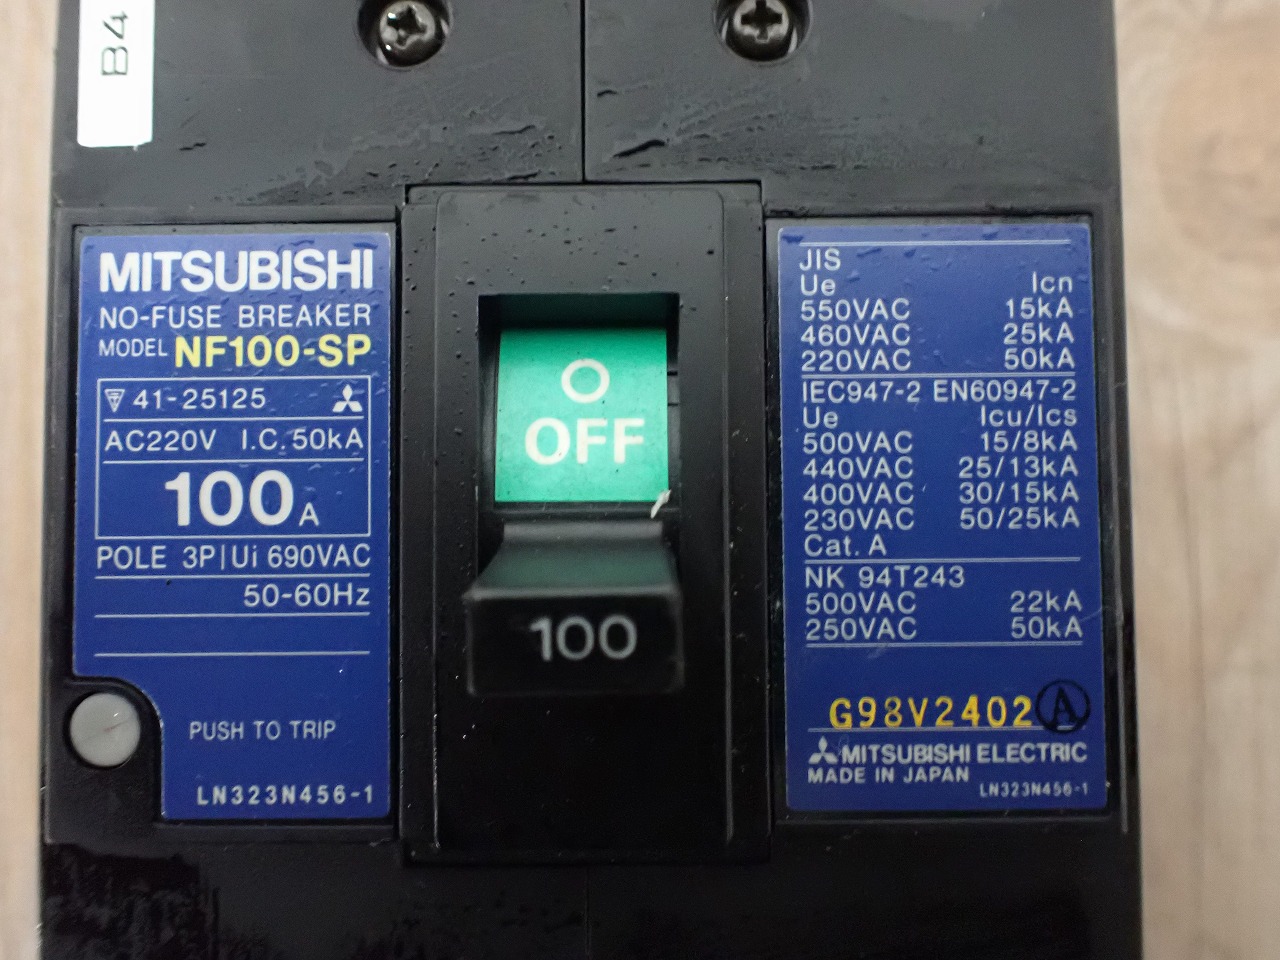 B4
MITSUBISHI
NO-FUSE BREAKER
MODEL NF100-SP
41-25125
AC220V I.C.50kA
100A
POLE 3P|Ui 690VAC
50-60Hz
PUSH TO TRIP
LN323N456-1
O
OFF
100
JIS
Ue Icn
550VAC 15kA
460VAC 25kA
220VAC 50kA
IEC947-2 EN60947-2
Ue Icu/Ics
500VAC 15/8kA
440VAC 25/13kA
400VAC 30/15kA
230VAC 50/25kA
Cat. A
NK 94T243
500VAC 22kA
250VAC 50kA
G98V2402 A
MITSUBISHI ELECTRIC
MADE IN JAPAN
LN323N456-1